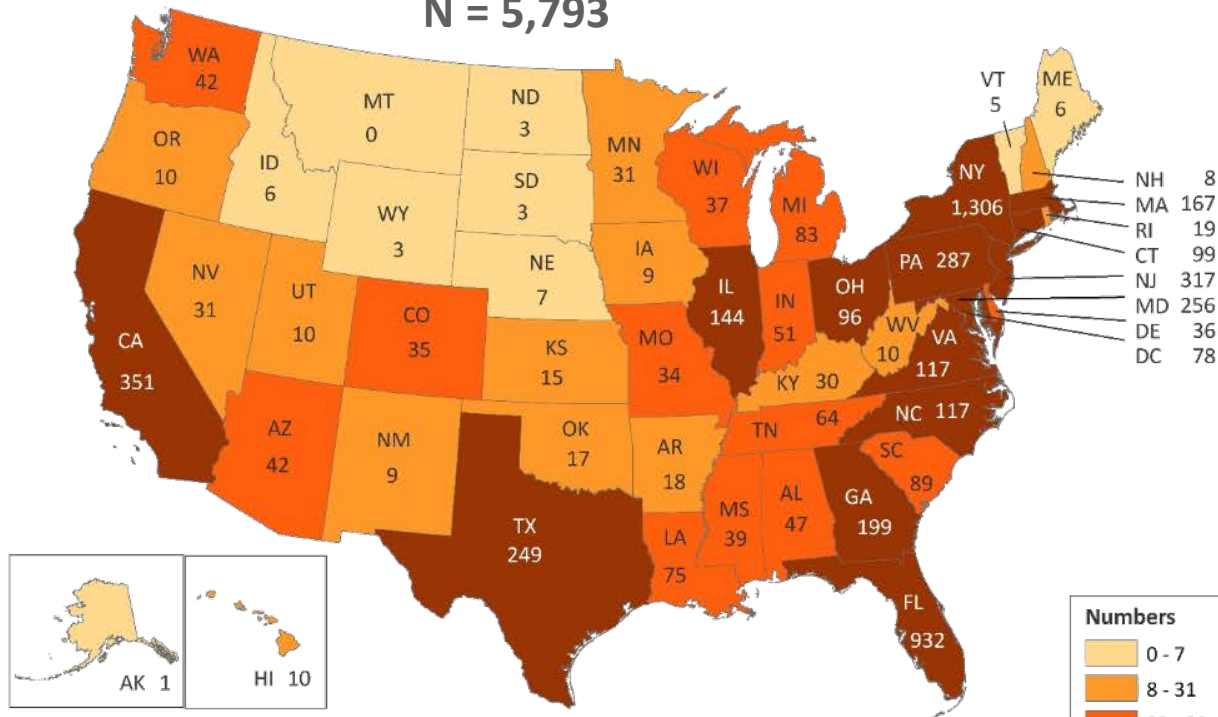 N = 5,793
WA
42
OR
10
ID
6
MT
0
ND
3
SD
3
WY
3
NE
7
MN
31
IA
9
WI
37
MI
83
VT
5
ME
6
NY
1,306
NH 8
MA 167
RI 19
CT 99
NJ 317
MD 256
DE 36
DC 78
CA
351
NV
31
UT
10
CO
35
KS
15
MO
34
IL
144
IN
51
OH
96
PA 287
WV
10
VA
117
KY 30
NC 117
TN 64
SC
89
AZ
42
NM
9
OK
17
AR
18
TX
249
LA
75
MS
39
AL
47
GA
199
FL
932
AK 1
HI 10
Numbers
0 - 7
8 - 31